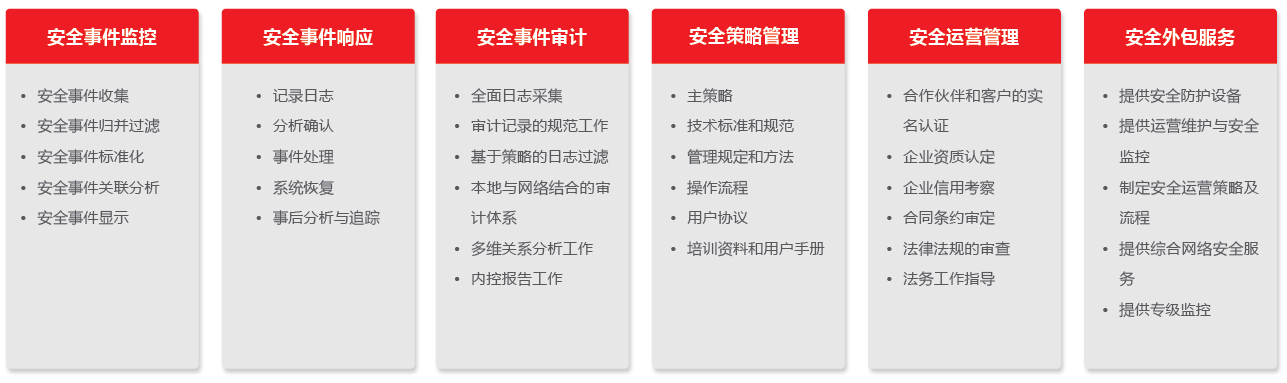 安全事件监控
• 安全事件收集
• 安全事件归并过滤
• 安全事件标准化
• 安全事件关联分析
• 安全事件显示
安全事件响应
• 记录日志
• 分析确认
• 事件处理
• 系统恢复
• 事后分析与追踪
安全事件审计
• 全面日志采集
• 审计记录的规范工作
• 基于策略的日志过滤
• 本地与网络结合的审
计体系
• 多维关系分析工作
• 内控报告工作
安全策略管理
• 主策略
• 技术标准和规范
• 管理规定和方法
• 操作流程
• 用户协议
• 培训资料和用户手册
安全运营管理
• 合作伙伴和客户的实
名认证
• 企业资质认定
• 企业信用考察
• 合同条约审定
• 法律法规的审查
• 法务工作指导
安全外包服务
• 提供安全防护设备
• 提供运营维护与安全
监控
• 制定安全运营策略及
流程
• 提供综合网络安全服
务
• 提供专级监控